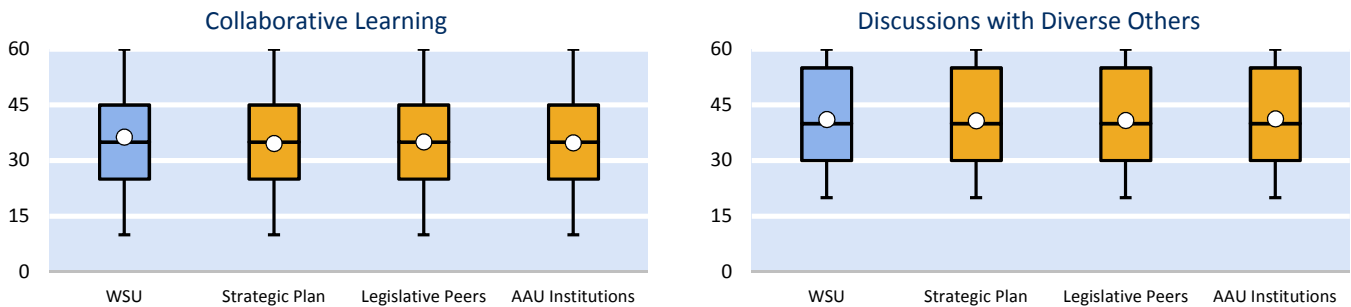 Collaborative Learning
60
45
30
15
0
WSU Strategic Plan Legislative Peers AAU Institutions
Discussions with Diverse Others
60
45
30
15
0
WSU Strategic Plan Legislative Peers AAU Institutions